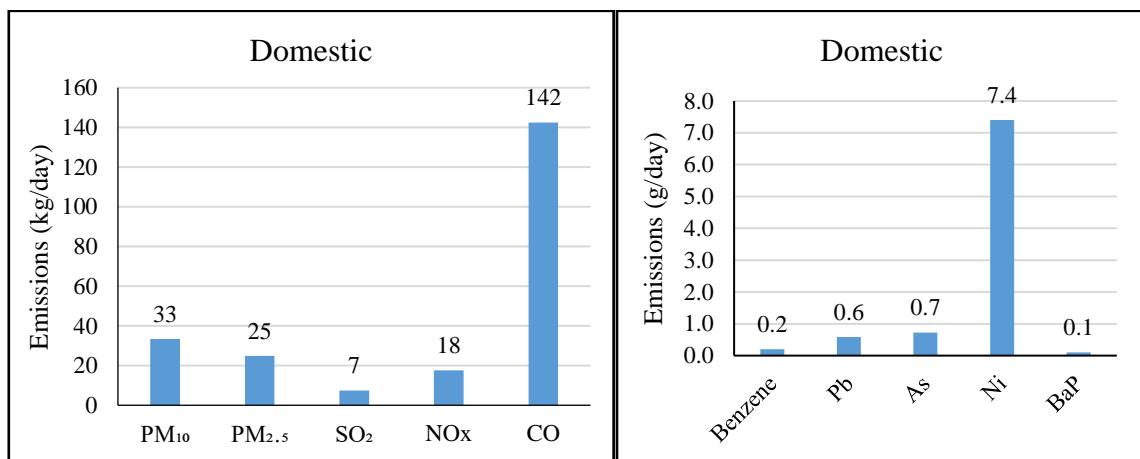 Domestic
Emissions (kg/day)
160
140
120
100
80
60
40
20
0
33
25
7
18
142
PM₁₀
PM₂.₅
SO₂
NOx
CO
Domestic
Emissions (g/day)
8.0
7.0
6.0
5.0
4.0
3.0
2.0
1.0
0.0
0.2
0.6
0.7
7.4
0.1
Benzene
Pb
As
Ni
BaP